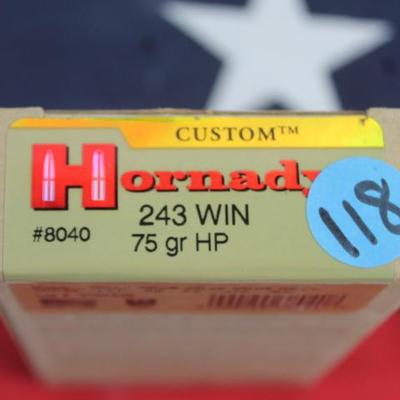 CUSTOM™
Hornady
118
243 WIN
#8040
75 gr HP